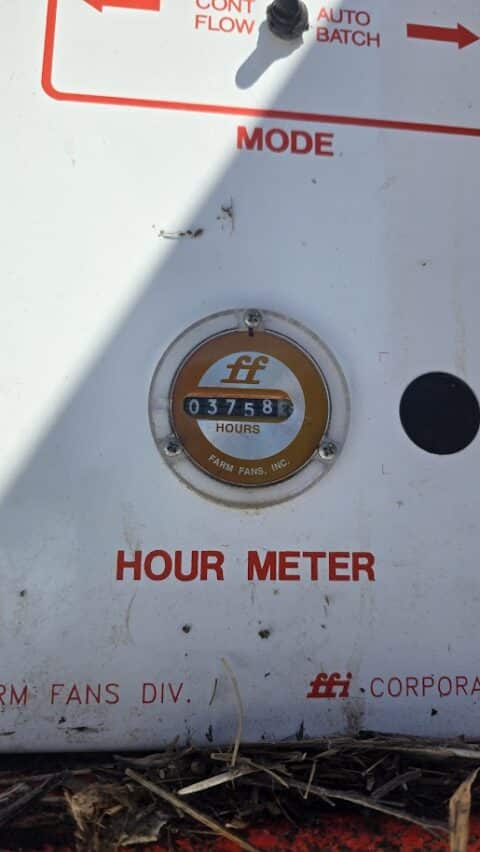 CONT
FLOW
AUTO
BATCH
MODE
ff
03758
HOURS
FARM FANS, INC.
HOUR METER
RM FANS DIV. ffi CORPORA